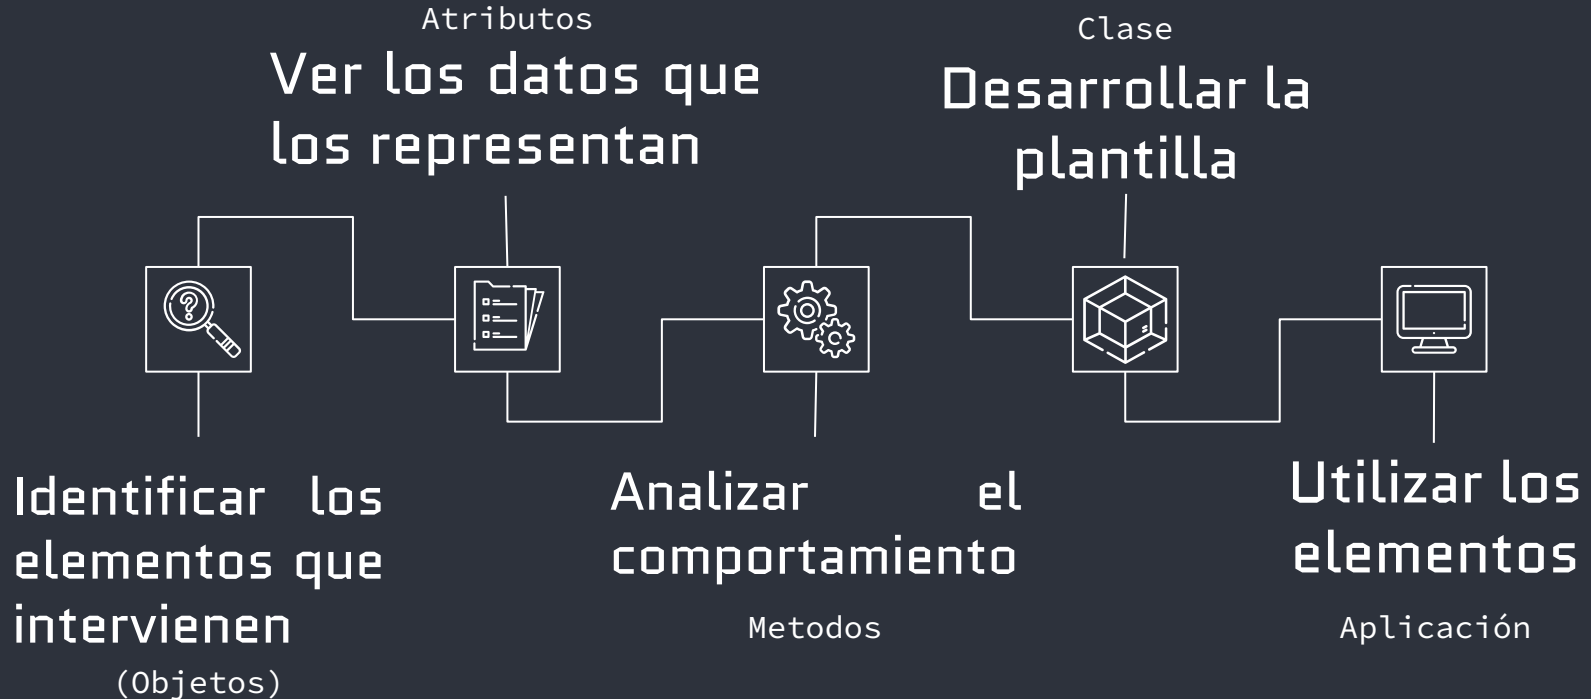 Atributos
Ver los datos que
los representan
Clase
Desarrollar la
plantilla
?
Identificar los
elementos que
intervienen
(Objetos)
Analizar el
comportamiento
Metodos
Utilizar los
elementos
Aplicación